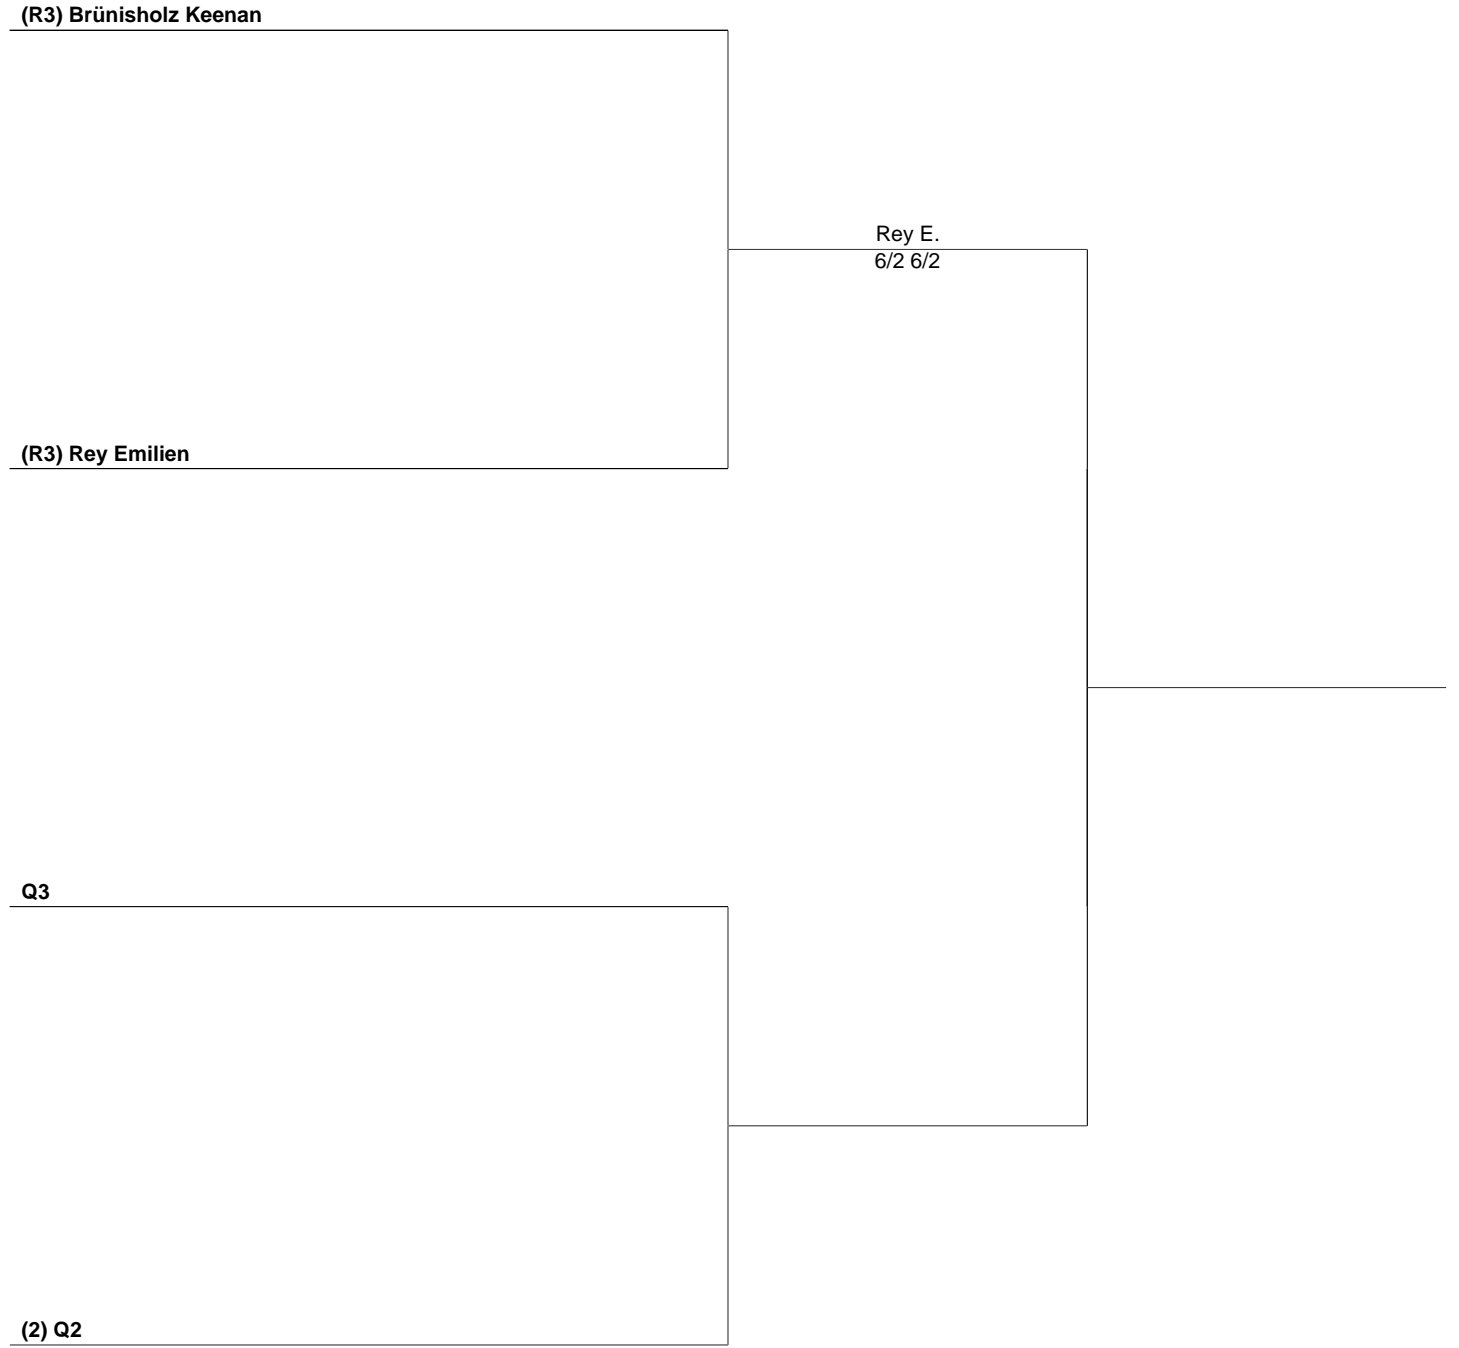 (R3) Brünisholz Keenan
Rey E.
6/2 6/2
(R3) Rey Emilien
Q3
(2) Q2